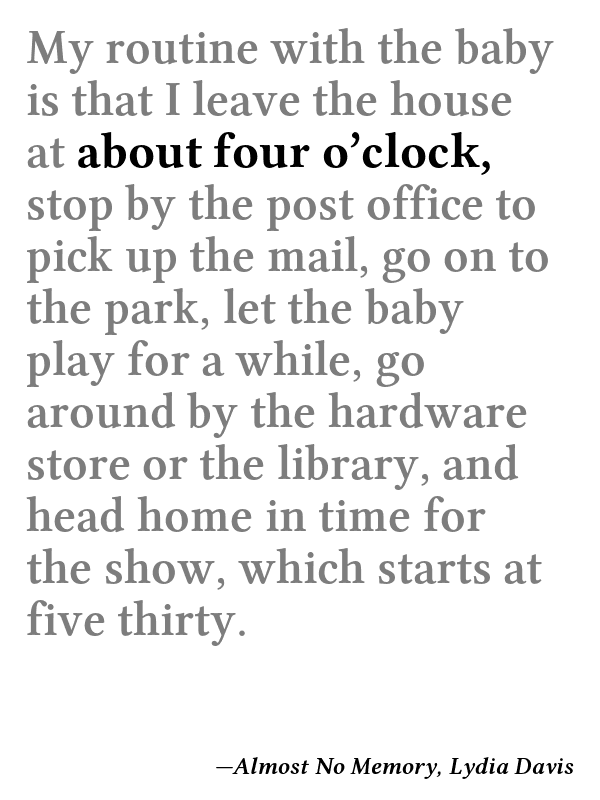 My routine with the baby
is that I leave the house
at about four o’clock,
stop by the post office to
pick up the mail, go on to
the park, let the baby
play for a while, go
around by the hardware
store or the library, and
head home in time for
the show, which starts at
five thirty.
—Almost No Memory, Lydia Davis